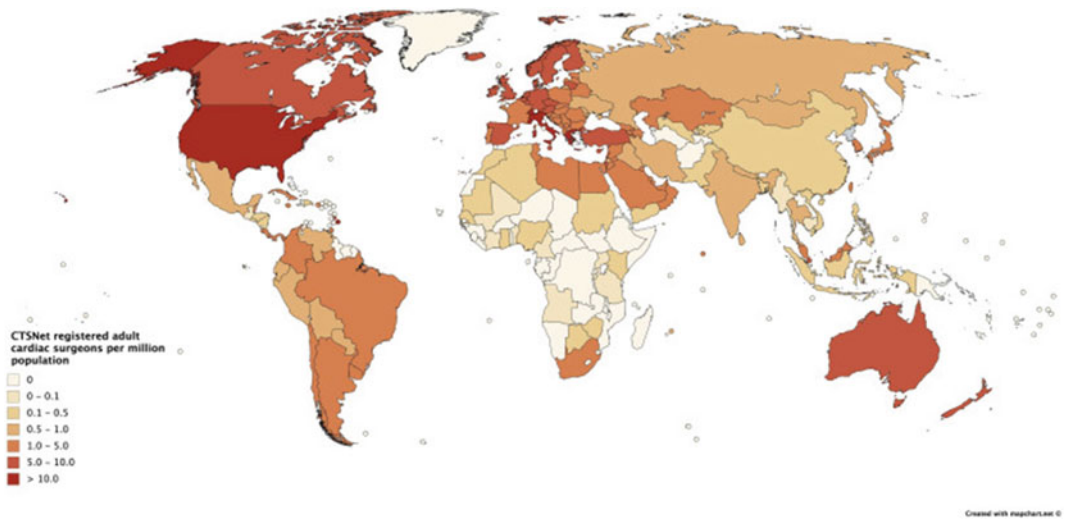 CTSNet registered adult
cardiac surgeons per million
population
0
0 – 0.1
0.1 – 0.5
0.5 – 1.0
1.0 – 5.0
5.0 – 10.0
> 10.0
Created with mapchart.net ©